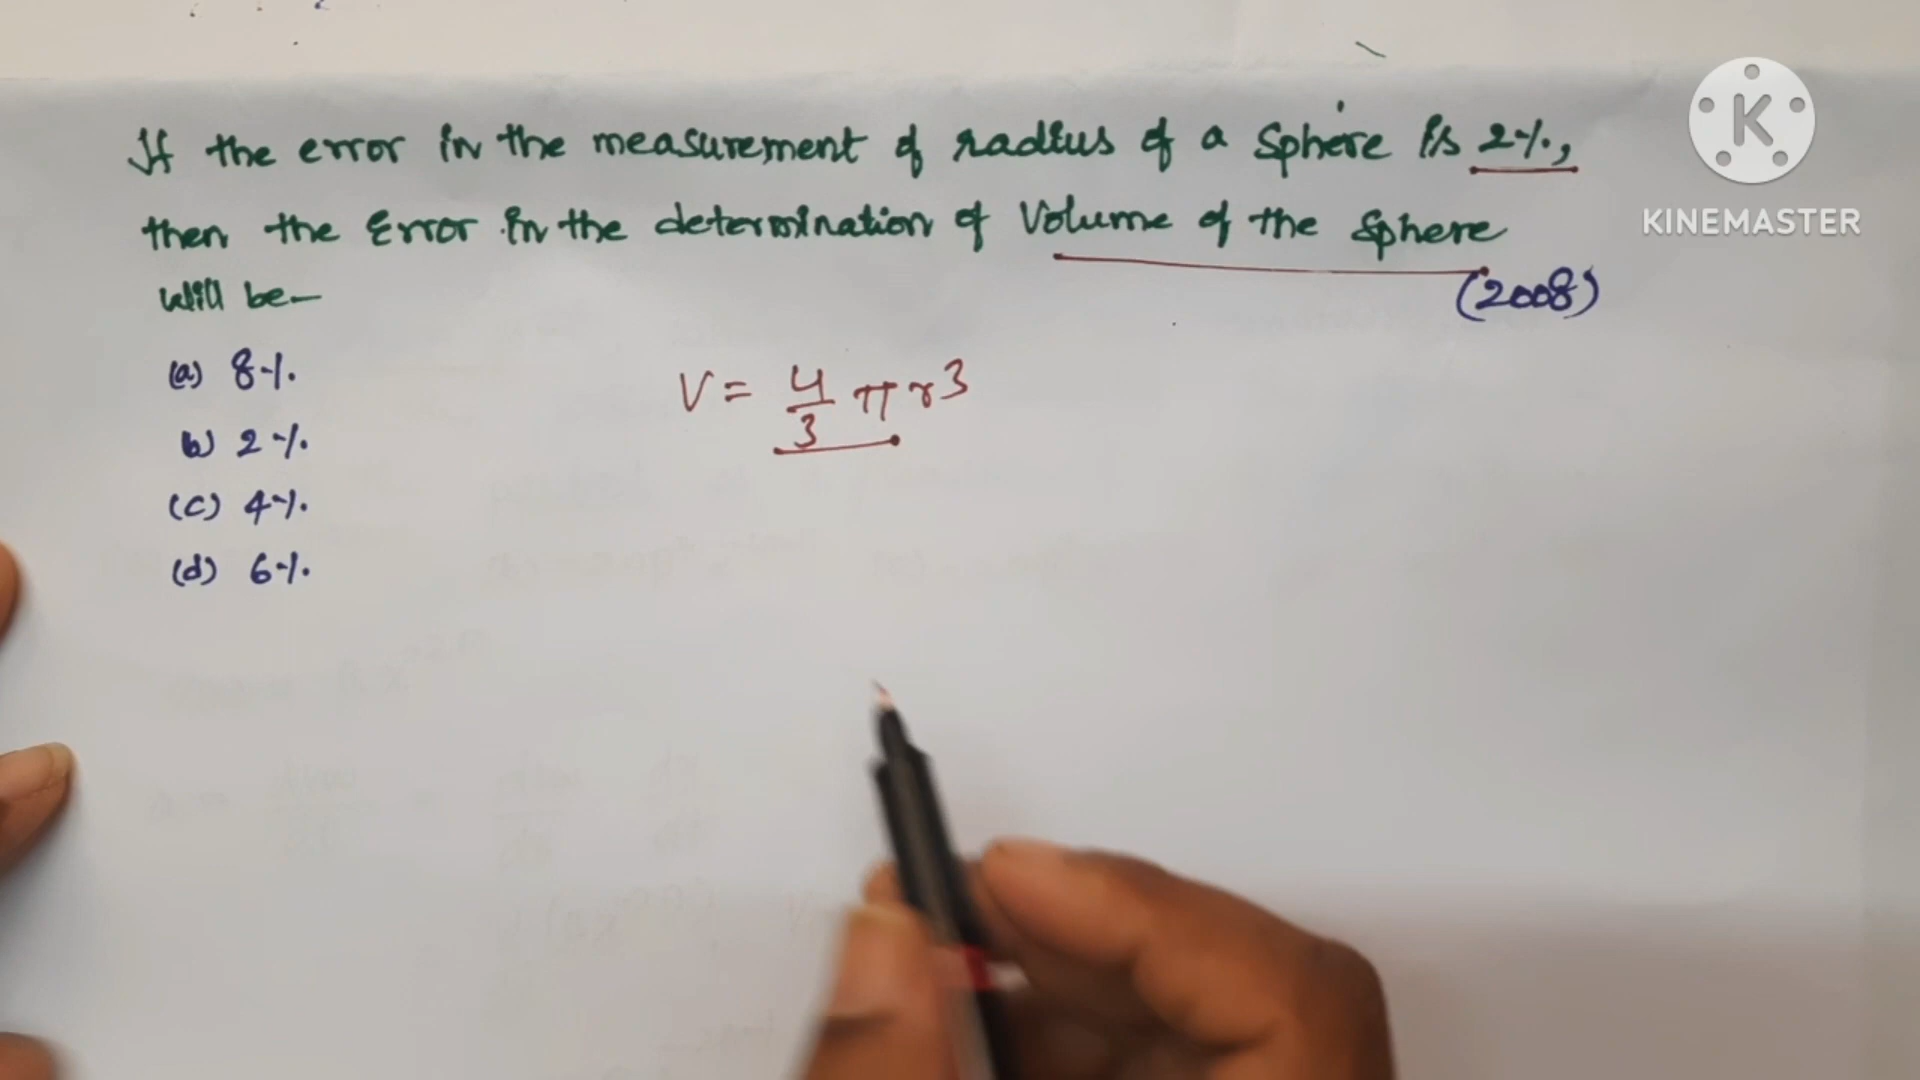 If the error in the measurement of radius of a sphere is 2%,
then the Error in the determination of Volume of the sphere
will be—
(2008)
(a) 8%.
b) 2%.
(c) 4%.
(d) 6%.
V = 4/3 πr3
K
KINEMASTER